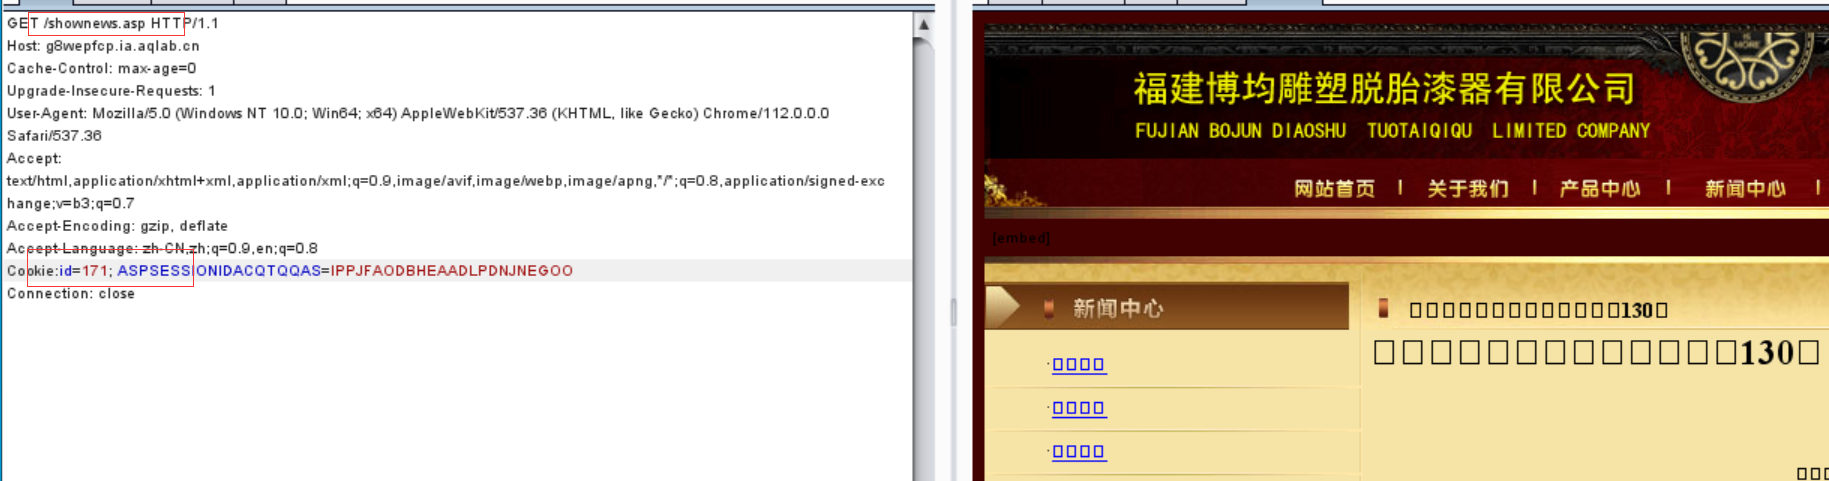 GET /shownews.asp HTTP/1.1
Host: g8wepfcp.ia.aqlab.cn
Cache-Control: max-age=0
Upgrade-Insecure-Requests: 1
User-Agent: Mozilla/5.0 (Windows NT 10.0; Win64; x64) AppleWebKit/537.36 (KHTML, like Gecko) Chrome/112.0.0.0
Safari/537.36
Accept:
text/html,application/xhtml+xml,application/xml;q=0.9,image/avif,image/webp,image/apng,*/*;q=0.8,application/signed-exc
hange;v=b3;q=0.7
Accept-Encoding: gzip, deflate
Accept-Language: zh-CN,zh;q=0.9,en;q=0.8
Cookie:id=171; ASPSESSIONIDACQTQQAS=IPPJFAODBHEAADLPDNJNEGOO
Connection: close
MORE
福建博均雕塑脱胎漆器有限公司
FUJIAN BOJUN DIAOSHU TUOTAIQIQU LIMITED COMPANY
网站首页 | 关于我们 | 产品中心 | 新闻中心 |
[embed]
新闻中心
130
130